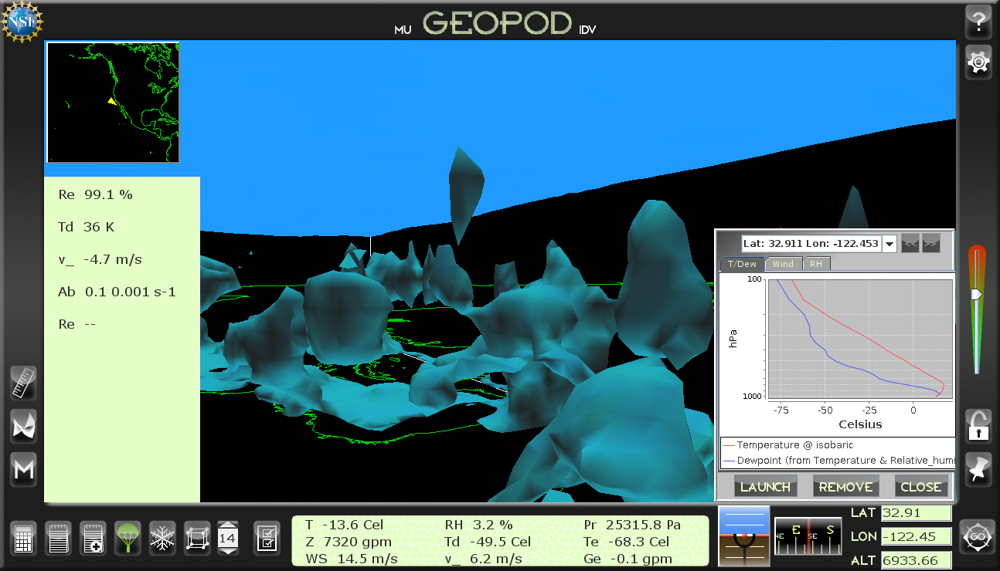 NSF
MU GEOPOD IDV
?
Re 99.1 %
Td 36 K
v_ -4.7 m/s
Ab 0.1 0.001 s-1
Re --
Lat: 32.911 Lon: -122.453
<< >>
T/Dew Wind RH
100
hPa
1000
-75 -50 -25 0
Celsius
Temperature @ isobaric
Dewpoint (from Temperature & Relative_humi
LAUNCH REMOVE CLOSE
M
14
T -13.6 Cel RH 3.2 % Pr 25315.8 Pa
Z 7320 gpm Td -49.5 Cel Te -68.3 Cel
WS 14.5 m/s v_ 6.2 m/s Ge -0.1 gpm
NE E SE S
LAT 32.91
LON -122.45
ALT 6933.66
GO